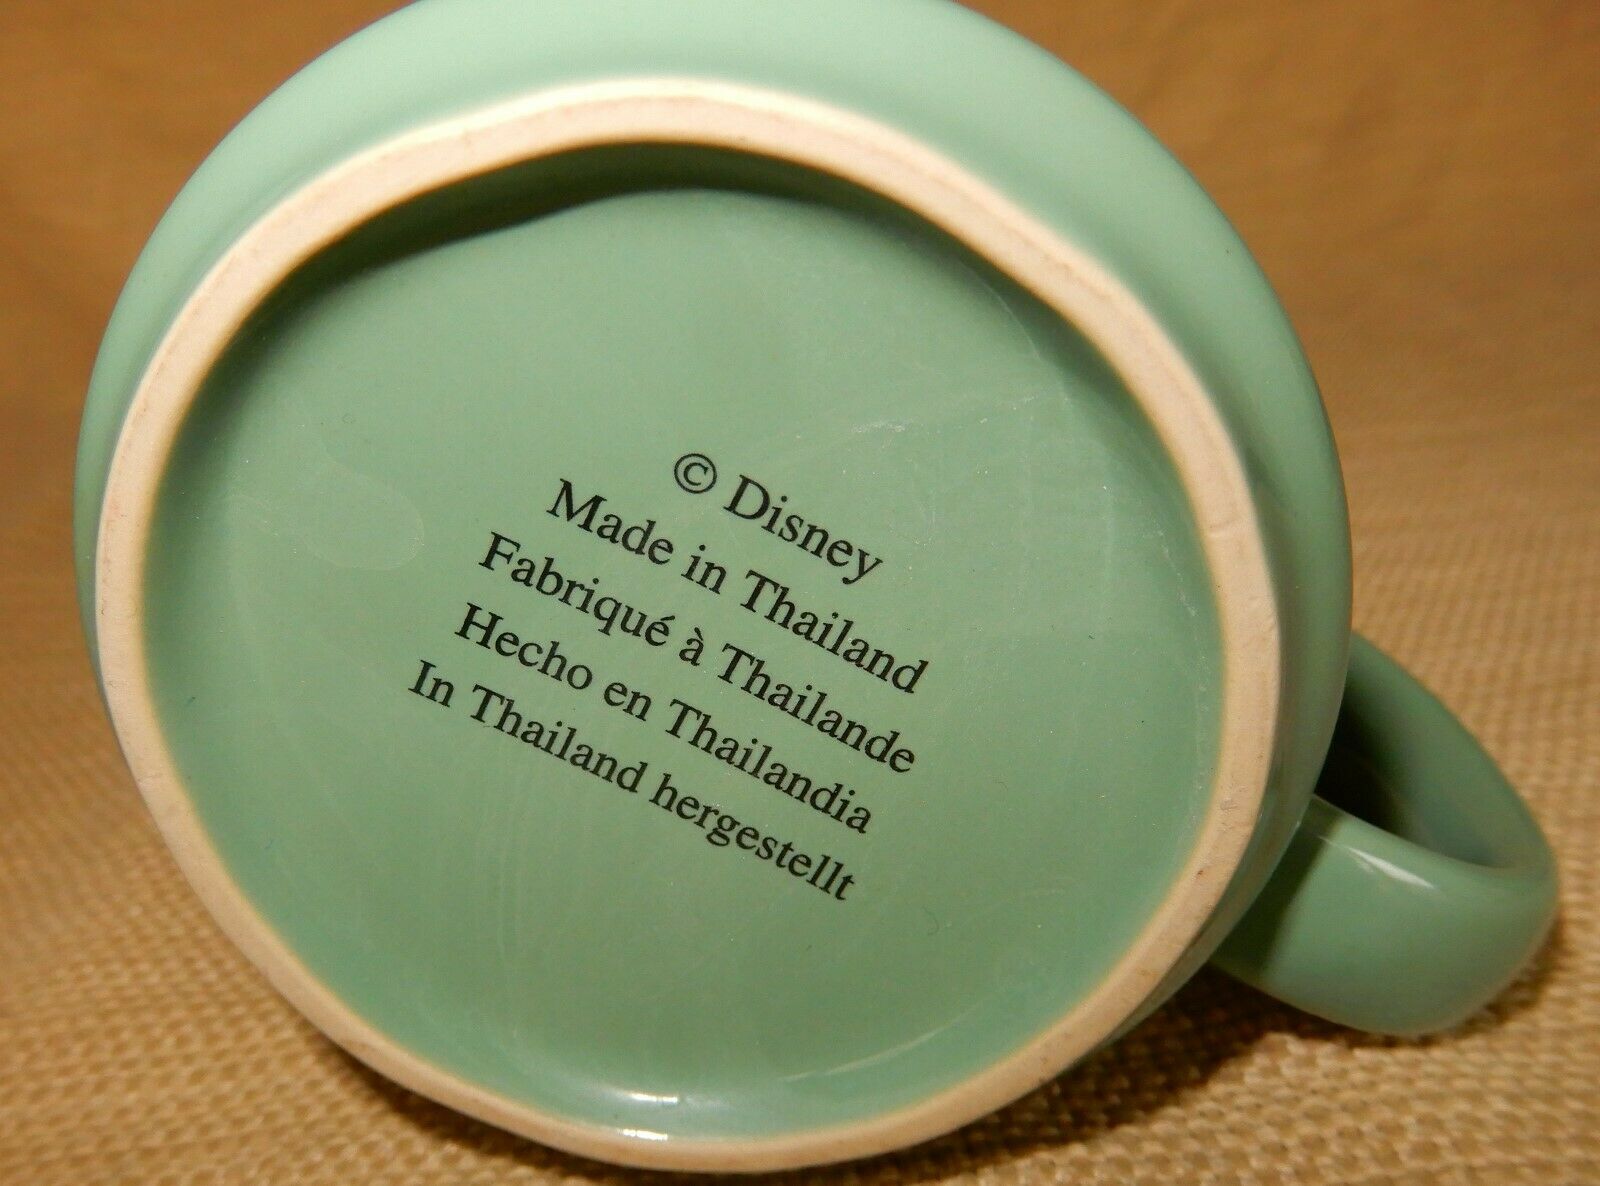 © Disney
Made in Thailand
Fabriqué à Thailande
Hecho en Thailandia
In Thailand hergestellt